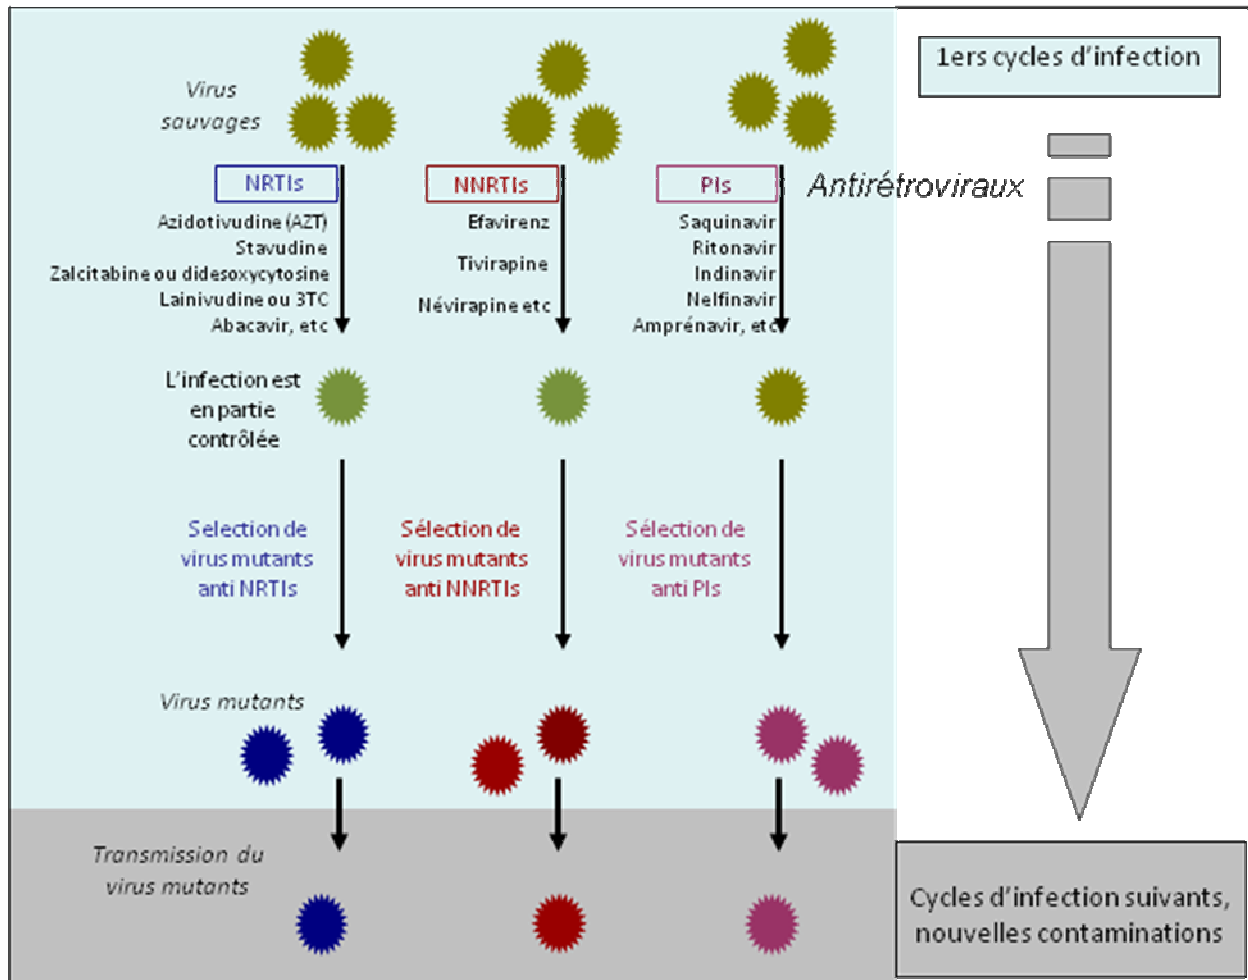 1ers cycles d'infection
Virus
sauvages
NRTIs
NNRTIs
PIs
Antirétroviraux
Azidotivudine (AZT)
Stavudine
Zalcitabine ou didesoxycytosine
Lainivudine ou 3TC
Abacavir, etc
Efavirenz
Tivirapine
Névirapine etc
Saquinavir
Ritonavir
Indinavir
Nelfinavir
Amprénavir, etc
L'infection est
en partie
contrôlée
Selection de
virus mutants
anti NRTIs
Sélection de
virus mutants
anti NNRTIs
Sélection de
virus mutants
anti PIs
Virus mutants
Transmission du
virus mutants
Cycles d'infection suivants,
nouvelles contaminations